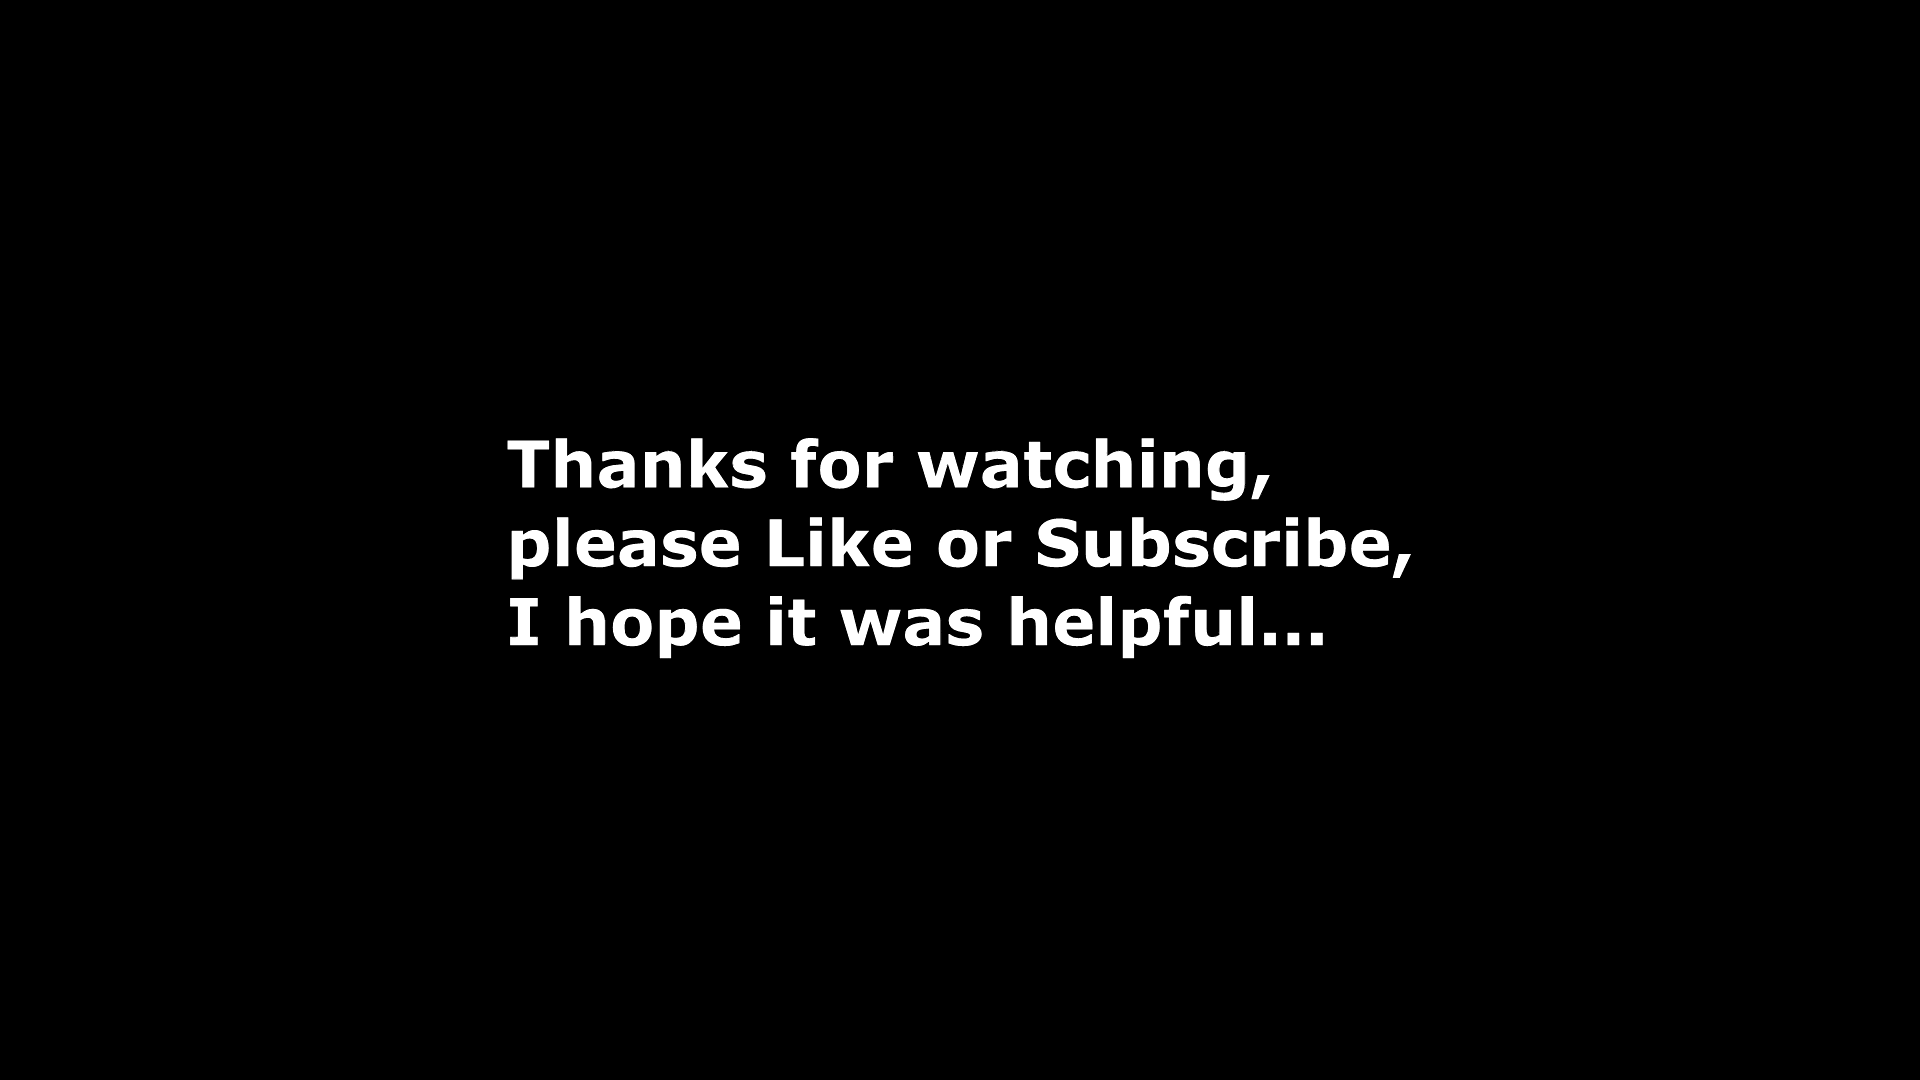 Thanks for watching,
please Like or Subscribe,
I hope it was helpful...